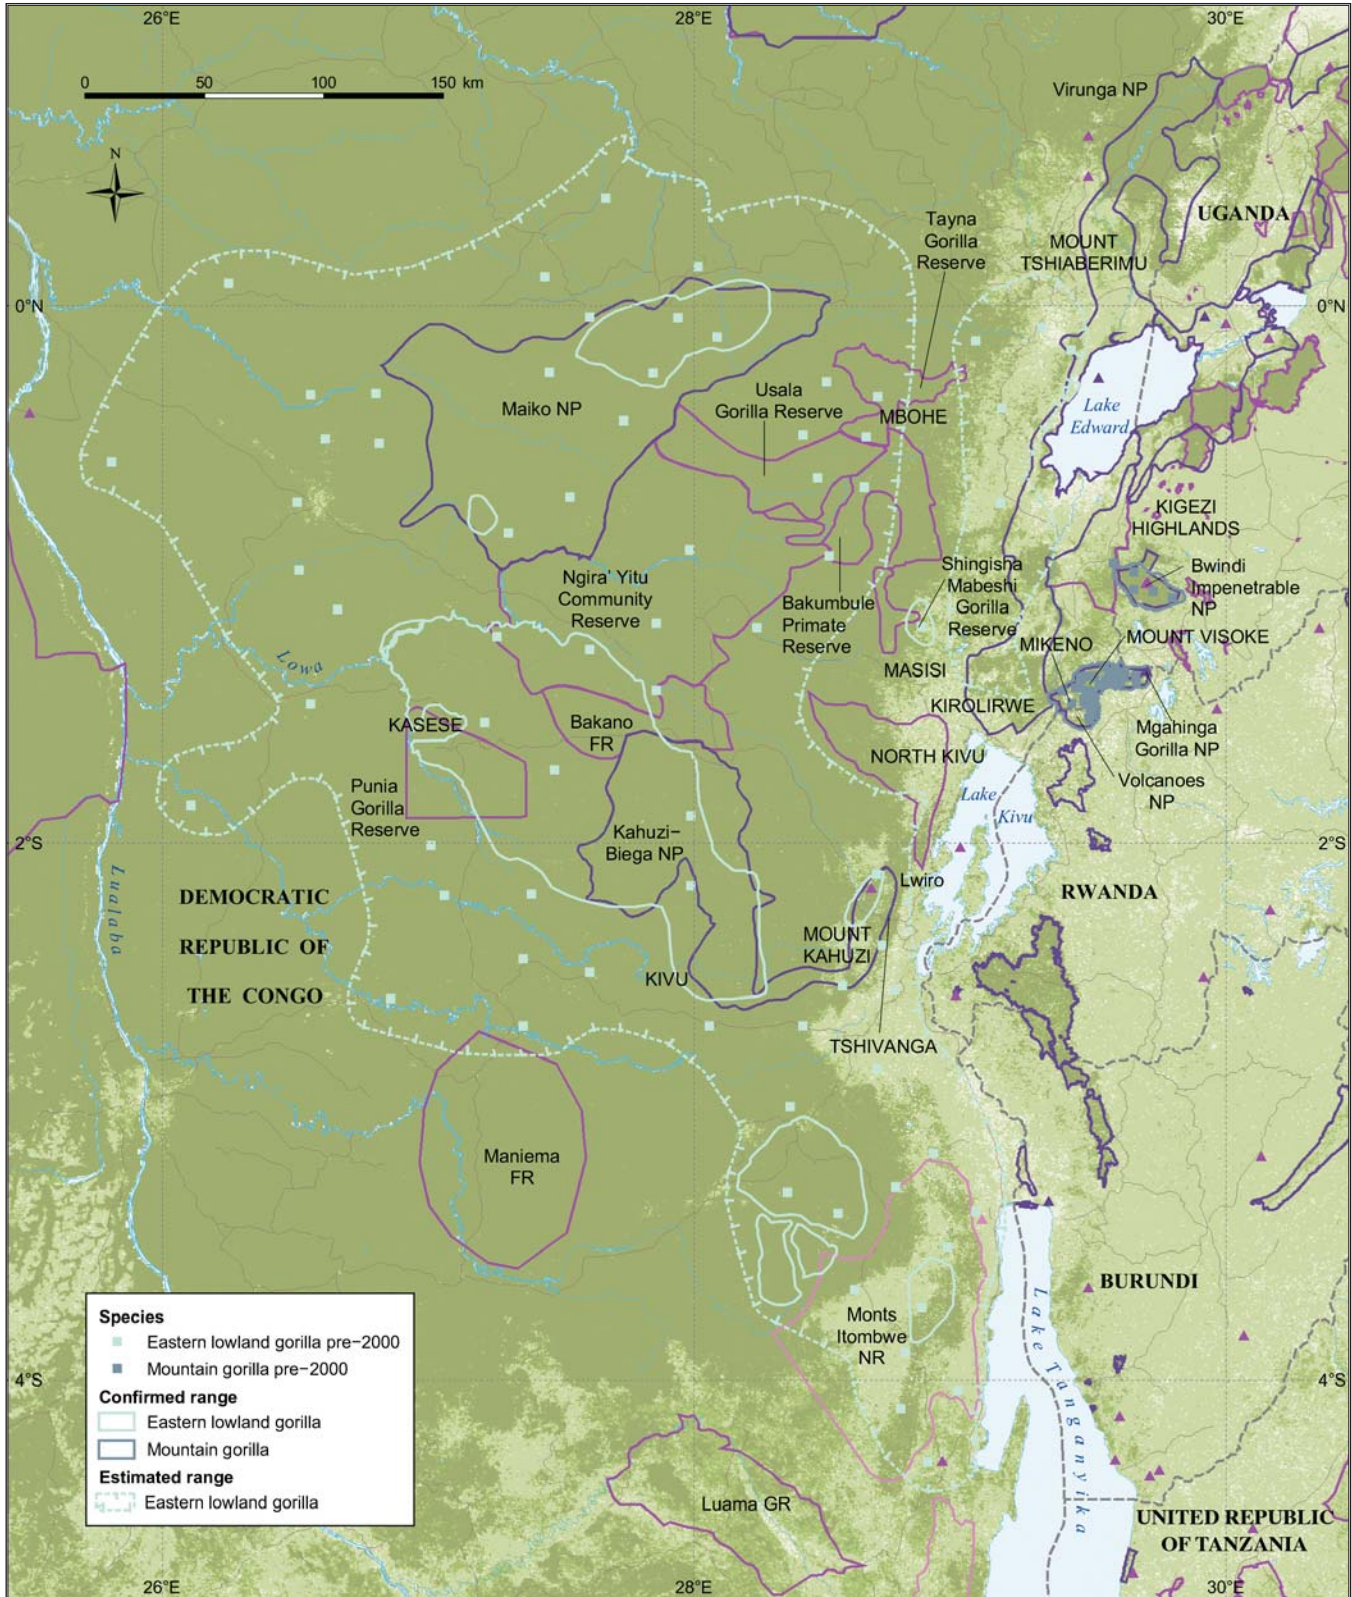 26°E
28°E
30°E
0
50
100
150 km
Virunga NP
N
UGANDA
Tayna
Gorilla
Reserve
MOUNT
TSHIABERIMU
0°N
0°N
Maiko NP
Usala
Gorilla Reserve
MBOHE
Lake
Edward
KIGEZI
HIGHLANDS
Ngira' Yitu
Community
Reserve
Bakumbule
Primate
Reserve
Shingisha
Mabeshi
Gorilla
Reserve
Bwindi
Impenetrable
NP
MIKENO
MOUNT VISOKE
Lowa
MASISI
KIROLIRWE
KASESE
Bakano
FR
NORTH KIVU
Mgahinga
Gorilla NP
Volcanoes
NP
Punia
Gorilla
Reserve
Lake
Kivu
2°S
2°S
Kahuzi–
Biega NP
Lwiro
RWANDA
Lualaba
DEMOCRATIC
REPUBLIC OF
THE CONGO
MOUNT
KAHUZI
KIVU
TSHIVANGA
Maniema
FR
BURUNDI
Lake Tanganyika
Monts
Itombwe
NR
4°S
4°S
Species
Eastern lowland gorilla pre–2000
Mountain gorilla pre–2000
Confirmed range
Eastern lowland gorilla
Mountain gorilla
Estimated range
Eastern lowland gorilla
Luama GR
UNITED REPUBLIC
OF TANZANIA
26°E
28°E
30°E